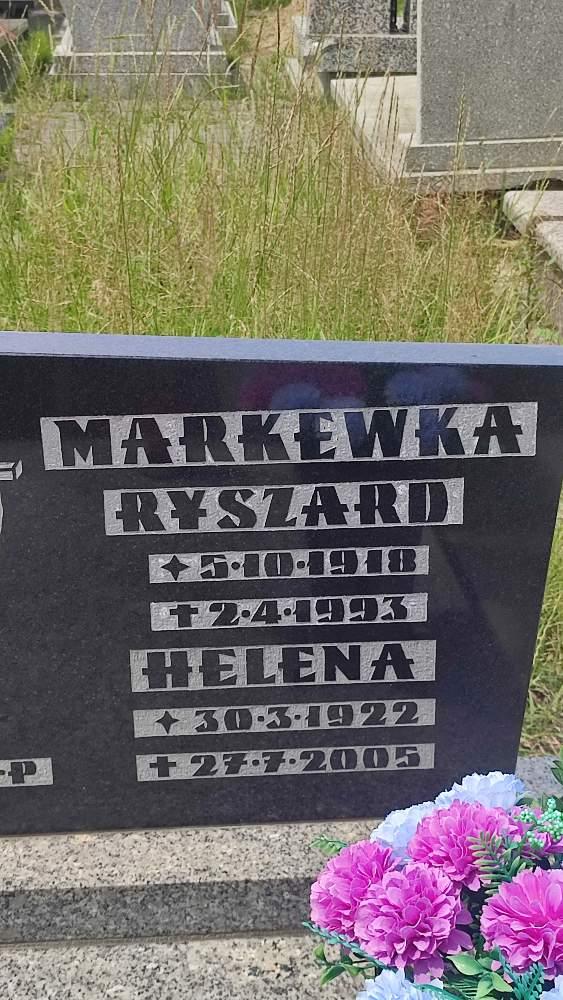 MARKEWKA
RYSZARD
5·10·1918
2·4·1993
HELENA
30·3·1922
27·7·2005
·P